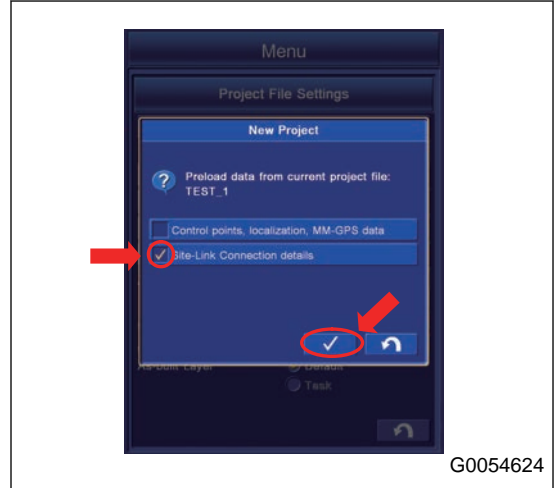 Menu
Project File Settings
New Project
Preload data from current project file:
TEST_1
Control points, localization, MM-GPS data
Site-Link Connection details
As-built Layer
Default
Task
G0054624